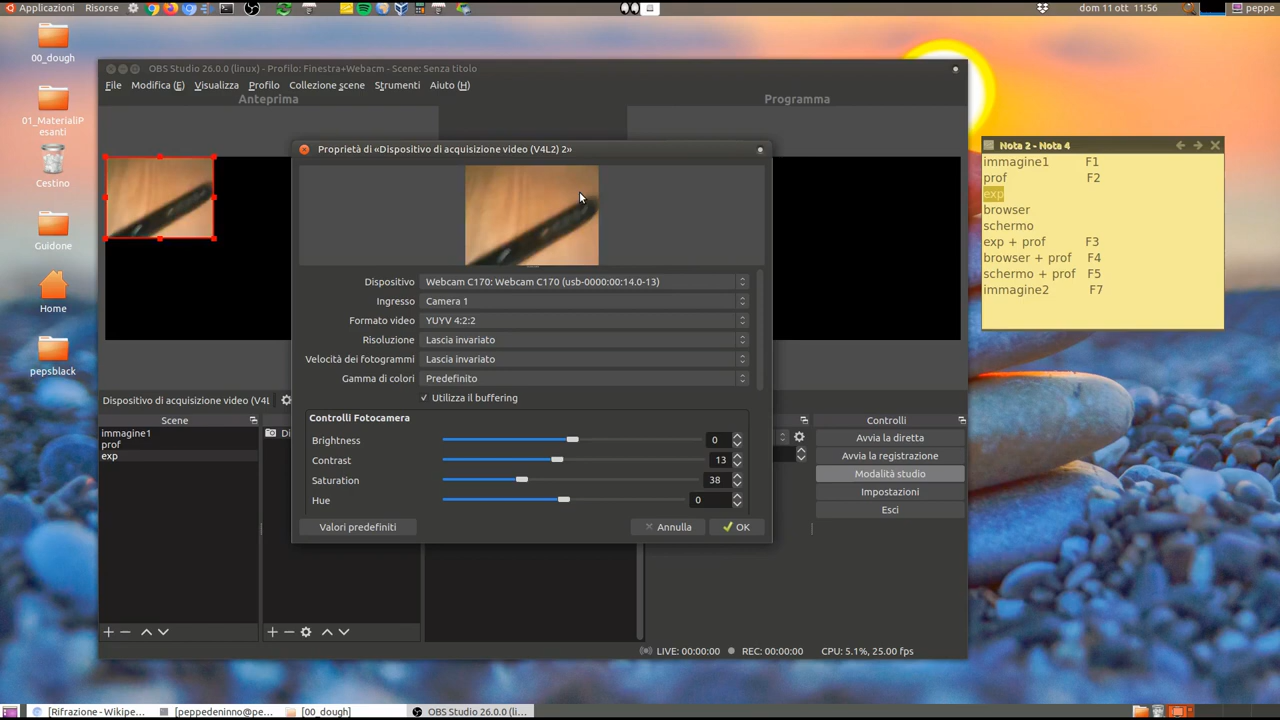 Applicazioni Risorse
dom 11 ott 11:56
peppe
00_dough
01_MaterialiP
esanti
Cestino
Guidone
Home
pepsblack
OBS Studio 26.0.0 (linux) - Profilo: Finestra+Webacm - Scene: Senza titolo
File Modifica (E) Visualizza Profilo Collezione scene Strumenti Aiuto (H)
Anteprima
Programma
Proprietà di «Dispositivo di acquisizione video (V4L2) 2»
Dispositivo Webcam C170: Webcam C170 (usb-0000:00:14.0-13)
Ingresso Camera 1
Formato video YUYV 4:2:2
Risoluzione Lascia invariato
Velocità dei fotogrammi Lascia invariato
Gamma di colori Predefinito
✓ Utilizza il buffering
Controlli Fotocamera
Brightness 0
Contrast 13
Saturation 38
Hue 0
Valori predefiniti
Annulla
OK
Dispositivo di acquisizione video (V4L
Scene
immagine1
prof
exp
Di
Controlli
Avvia la diretta
Avvia la registrazione
Modalità studio
Impostazioni
Esci
LIVE: 00:00:00 REC: 00:00:00 CPU: 5.1%, 25.00 fps
Nota 2 - Nota 4
immagine1 F1
prof F2
exp
browser
schermo
exp + prof F3
browser + prof F4
schermo + prof F5
immagine2 F7
[Rifrazione - Wikipe...
[peppedeninno@pe...
[00_dough]
OBS Studio 26.0.0 (li...